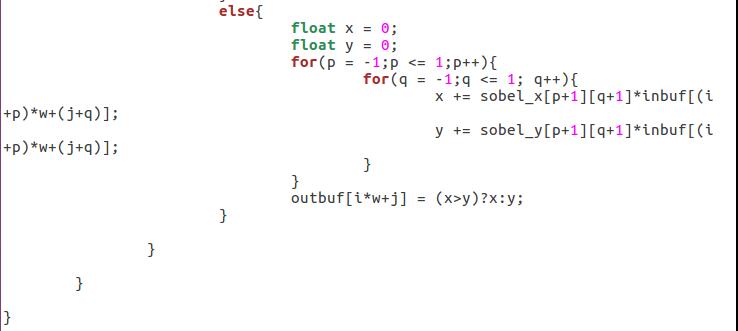 else{
float x = 0;
float y = 0;
for(p = -1;p <= 1;p++){
for(q = -1;q <= 1; q++){
x += sobel_x[p+1][q+1]*inbuf[(i
+p)*w+(j+q)];
y += sobel_y[p+1][q+1]*inbuf[(i
+p)*w+(j+q)];
}
}
outbuf[i*w+j] = (x>y)?x:y;
}
}
}
}